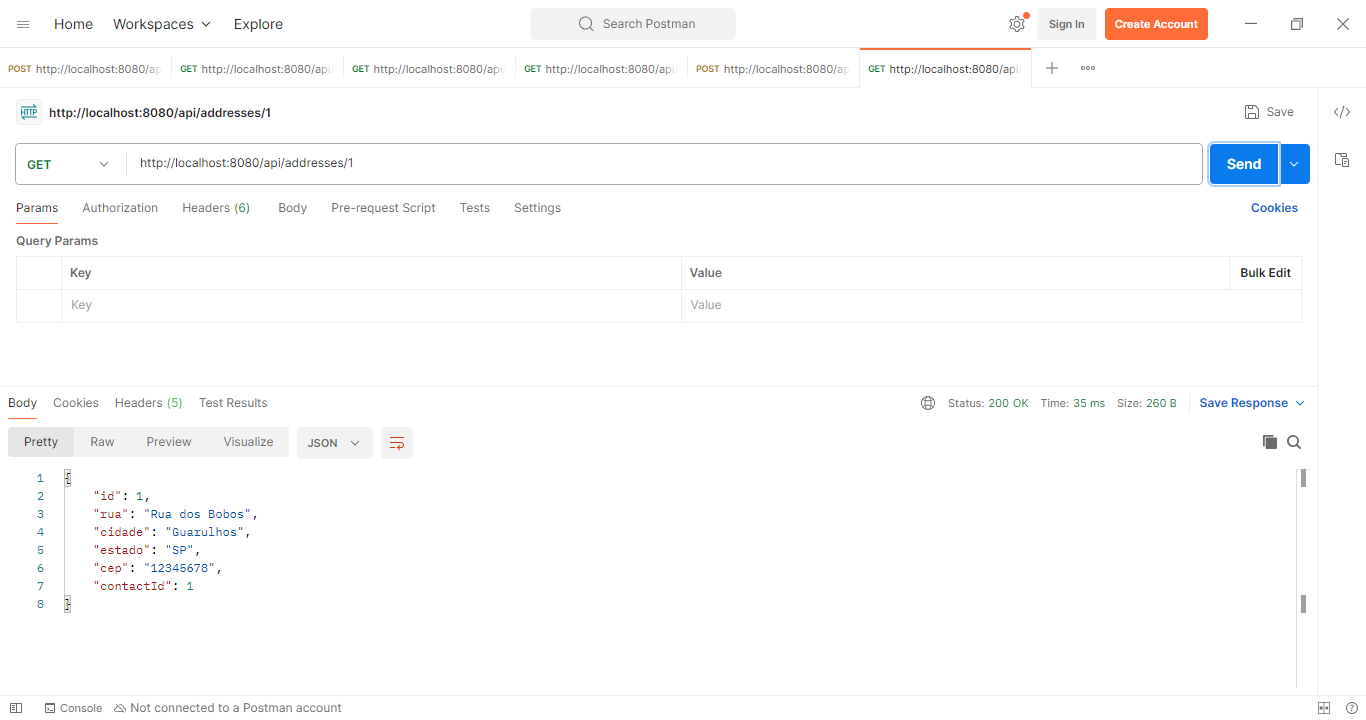 Home Workspaces Explore Search Postman Sign In Create Account
POST http://localhost:8080/ap GET http://localhost:8080/api GET http://localhost:8080/api GET http://localhost:8080/api POST http://localhost:8080/ap GET http://localhost:8080/api
HTTP http://localhost:8080/api/addresses/1 Save
GET http://localhost:8080/api/addresses/1 Send
Params Authorization Headers (6) Body Pre-request Script Tests Settings Cookies
Query Params
Key Value Bulk Edit
Key Value
Body Cookies Headers (5) Test Results Status: 200 OK Time: 35 ms Size: 260 B Save Response
Pretty Raw Preview Visualize JSON
1 {
2 "id": 1,
3 "rua": "Rua dos Bobos",
4 "cidade": "Guarulhos",
5 "estado": "SP",
6 "cep": "12345678",
7 "contactId": 1
8 }
Console Not connected to a Postman account